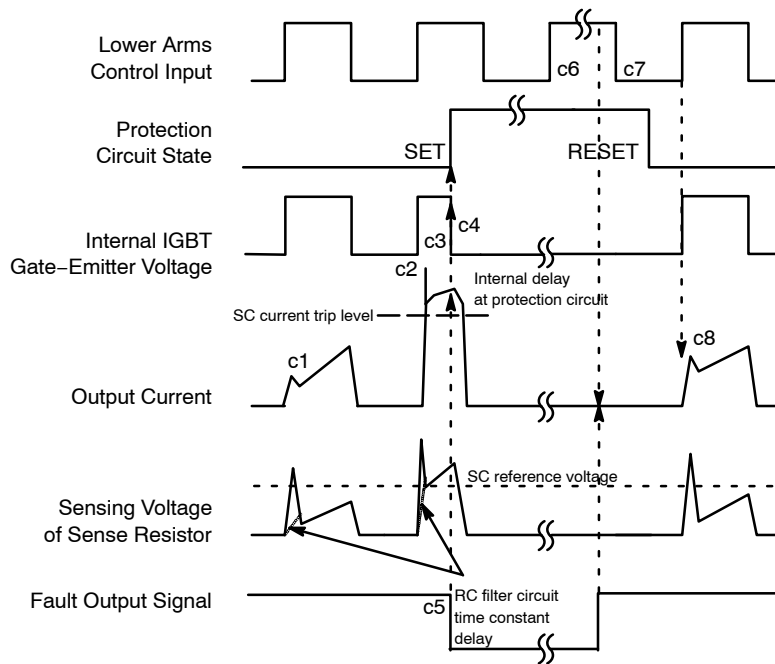 Lower Arms
Control Input
c6
c7
Protection
Circuit State
SET
RESET
Internal IGBT
Gate−Emitter Voltage
c3
c4
c2
Internal delay
at protection circuit
SC current trip level
c1
c8
Output Current
SC reference voltage
Sensing Voltage
of Sense Resistor
Fault Output Signal
c5
RC filter circuit
time constant
delay